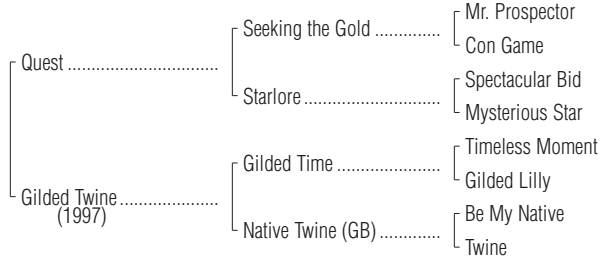 Mr. Prospector
Seeking the Gold ..............
Con Game
Quest ................................
Spectacular Bid
Starlore .............................
Mysterious Star
Timeless Moment
Gilded Time ......................
Gilded Lilly
Gilded Twine .....................
(1997)
Be My Native
Native Twine (GB) .............
Twine